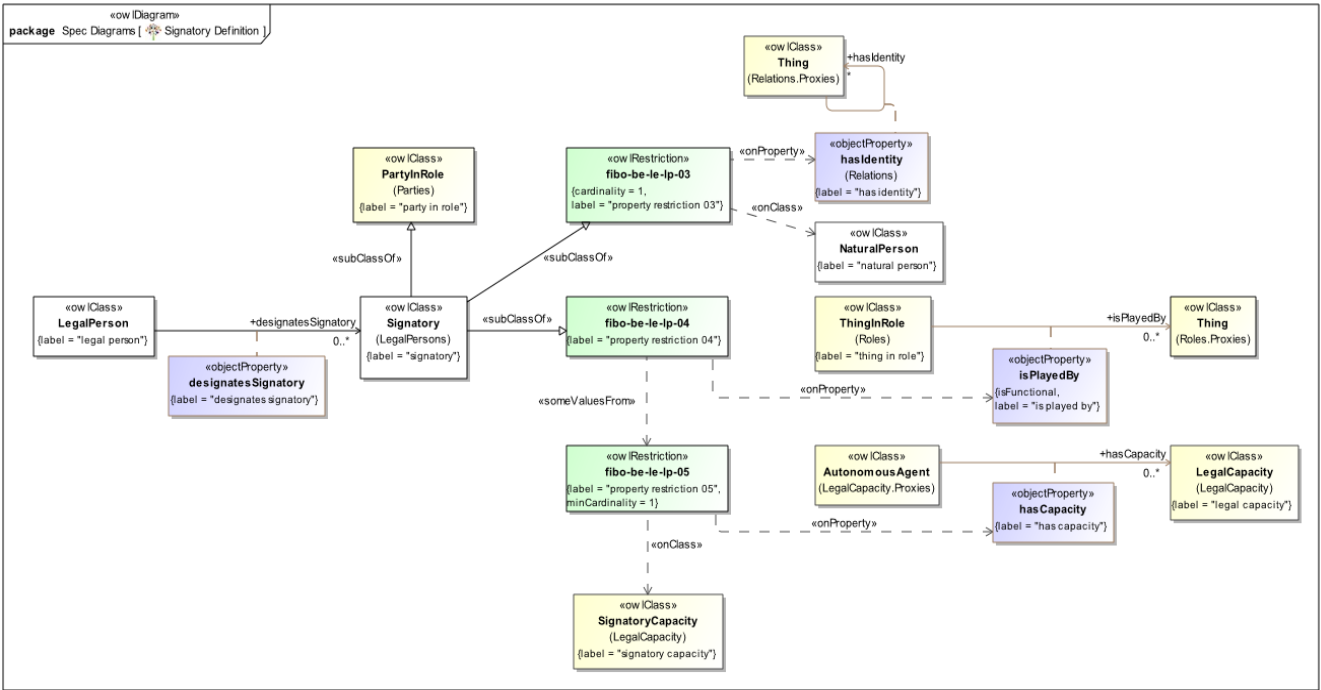 «owlDiagram»
package Spec Diagrams [ Signatory Definition ]
«owlClass»
Thing
(Relations.Proxies)
+hasIdentity
*
«objectProperty»
hasIdentity
(Relations)
{label = "has identity"}
«owlClass»
PartyInRole
(Parties)
{label = "party in role"}
«owlRestriction»
fibo-be-le-lp-03
{cardinality = 1,
label = "property restriction 03"}
«onProperty»
«onClass»
«owlClass»
NaturalPerson
{label = "natural person"}
«subClassOf»
«subClassOf»
«owlClass»
LegalPerson
{label = "legal person"}
+designatesSignatory
0..*
«objectProperty»
designatesSignatory
{label = "designates signatory"}
«owlClass»
Signatory
(LegalPersons)
{label = "signatory"}
«subClassOf»
«owlRestriction»
fibo-be-le-lp-04
{label = "property restriction 04"}
«owlClass»
ThingInRole
(Roles)
{label = "thing in role"}
+isPlayedBy
0..*
«owlClass»
Thing
(Roles.Proxies)
«objectProperty»
isPlayedBy
{isFunctional,
label = "is played by"}
«onProperty»
«someValuesFrom»
«owlRestriction»
fibo-be-le-lp-05
{label = "property restriction 05",
minCardinality = 1}
«owlClass»
AutonomousAgent
(LegalCapacity.Proxies)
+hasCapacity
0..*
«owlClass»
LegalCapacity
(LegalCapacity)
{label = "legal capacity"}
«objectProperty»
hasCapacity
{label = "has capacity"}
«onProperty»
«onClass»
«owlClass»
SignatoryCapacity
(LegalCapacity)
{label = "signatory capacity"}